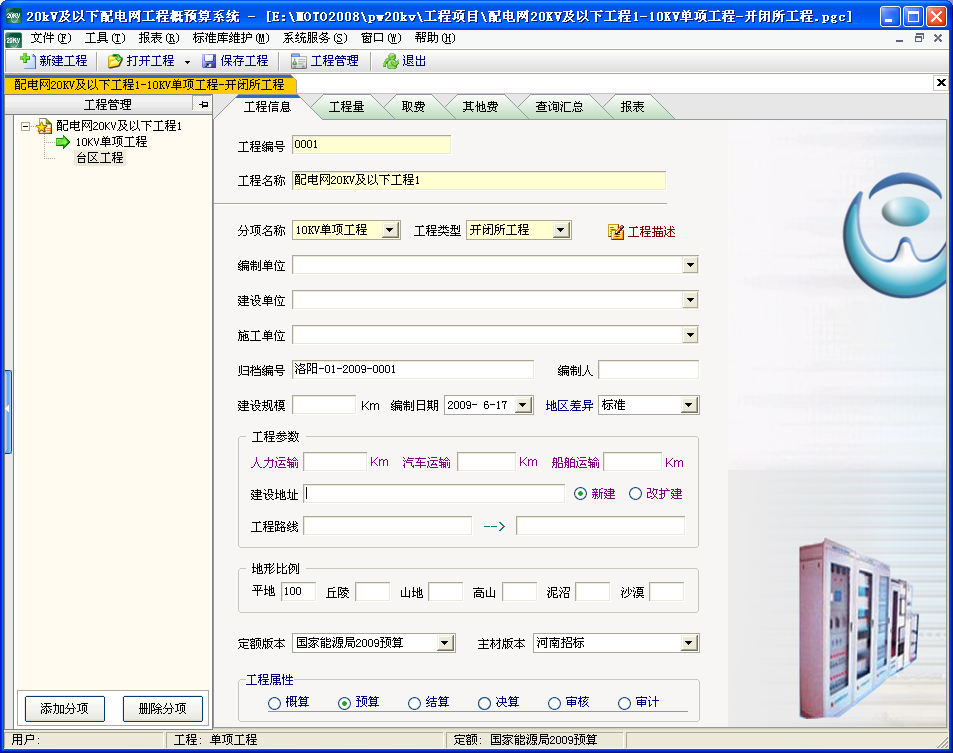 20kV及以下配电网工程概预算系统 - [E:\MOTO2008\pw20kv\工程项目\配电网20KV及以下工程1-10KV单项工程-开闭所工程.pgc]
文件(F) 工具(T) 报表(R) 标准库维护(M) 系统服务(S) 窗口(W) 帮助(H)
新建工程 打开工程 保存工程 工程管理 退出
配电网20KV及以下工程1-10KV单项工程-开闭所工程
工程管理
配电网20KV及以下工程1
10KV单项工程
台区工程
工程信息 工程量 取费 其他费 查询汇总 报表
工程编号 0001
工程名称 配电网20KV及以下工程1
分项名称 10KV单项工程 工程类型 开闭所工程 工程描述
编制单位
建设单位
施工单位
归档编号 洛阳-01-2009-0001 编制人
建设规模 Km 编制日期 2009- 6-17 地区差异 标准
工程参数
人力运输 Km 汽车运输 Km 船舶运输 Km
建设地址 新建 改扩建
工程路线 -->
地形比例
平地 100 丘陵 山地 高山 泥沼 沙漠
定额版本 国家能源局2009预算 主材版本 河南招标
工程属性
概算 预算 结算 决算 审核 审计
添加分项 删除分项
用户: 工程: 单项工程 定额: 国家能源局2009预算